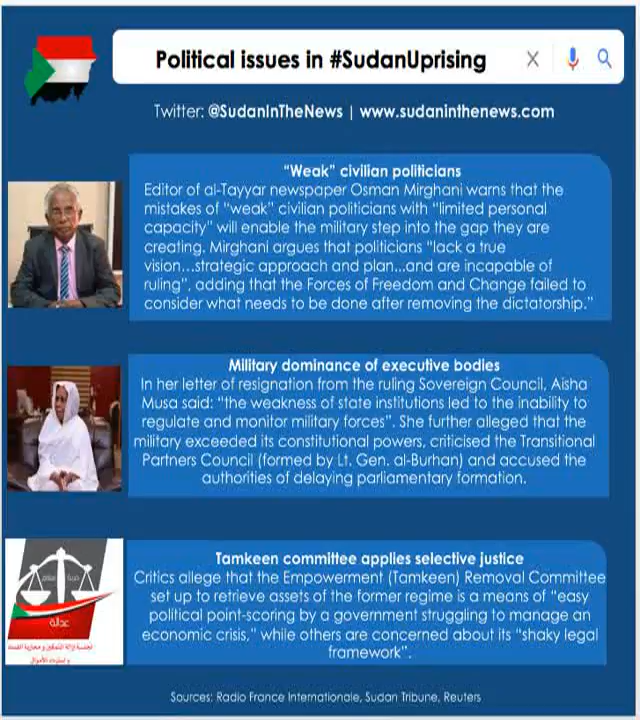 Political issues in #SudanUprising
Twitter: @SudanInTheNews | www.sudaninthenews.com
“Weak” civilian politicians
Editor of al-Tayyar newspaper Osman Mirghani warns that the
mistakes of “weak” civilian politicians with “limited personal
capacity” will enable the military step into the gap they are
creating. Mirghani argues that politicians “lack a true
vision...strategic approach and plan...and are incapable of
ruling”, adding that the Forces of Freedom and Change failed to
consider what needs to be done after removing the dictatorship.”
Military dominance of executive bodies
In her letter of resignation from the ruling Sovereign Council, Aisha
Musa said: “the weakness of state institutions led to the inability to
regulate and monitor military forces”. She further alleged that the
military exceeded its constitutional powers, criticised the Transitional
Partners Council (formed by Lt. Gen. al-Burhan) and accused the
authorities of delaying parliamentary formation.
Tamkeen committee applies selective justice
Critics allege that the Empowerment (Tamkeen) Removal Committee
set up to retrieve assets of the former regime is a means of “easy
political point-scoring by a government struggling to manage an
economic crisis,” while others are concerned about its “shaky legal
framework”.
عدالة
لجنة إزالة التمكين و محاربة الفساد
و إسترداد الأموال
Sources: Radio France Internationale, Sudan Tribune, Reuters